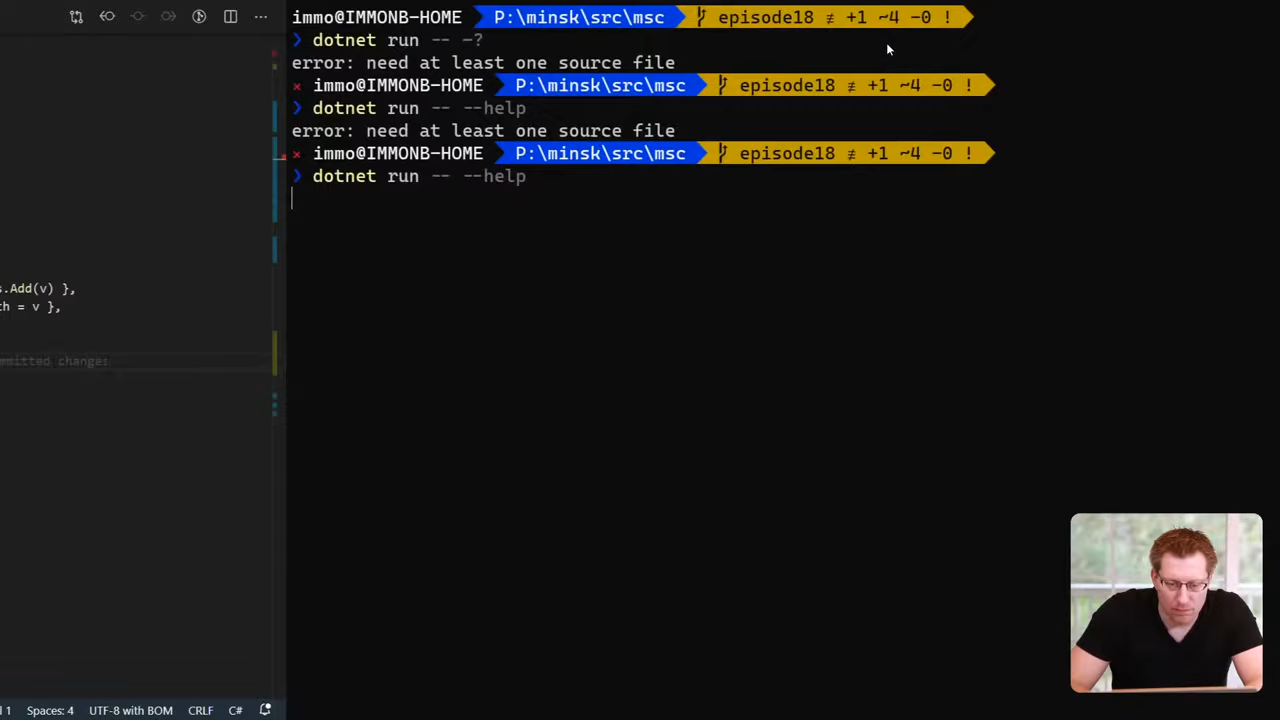 immo@IMMONB-HOME P:\minsk\src\msc episode18 ≢ +1 ~4 -0 !
❯ dotnet run -- -?
error: need at least one source file
× immo@IMMONB-HOME P:\minsk\src\msc episode18 ≢ +1 ~4 -0 !
❯ dotnet run -- --help
error: need at least one source file
× immo@IMMONB-HOME P:\minsk\src\msc episode18 ≢ +1 ~4 -0 !
❯ dotnet run -- --help
s.Add(v) },
th = v },
mmitted changes
l 1 Spaces: 4 UTF-8 with BOM CRLF C#